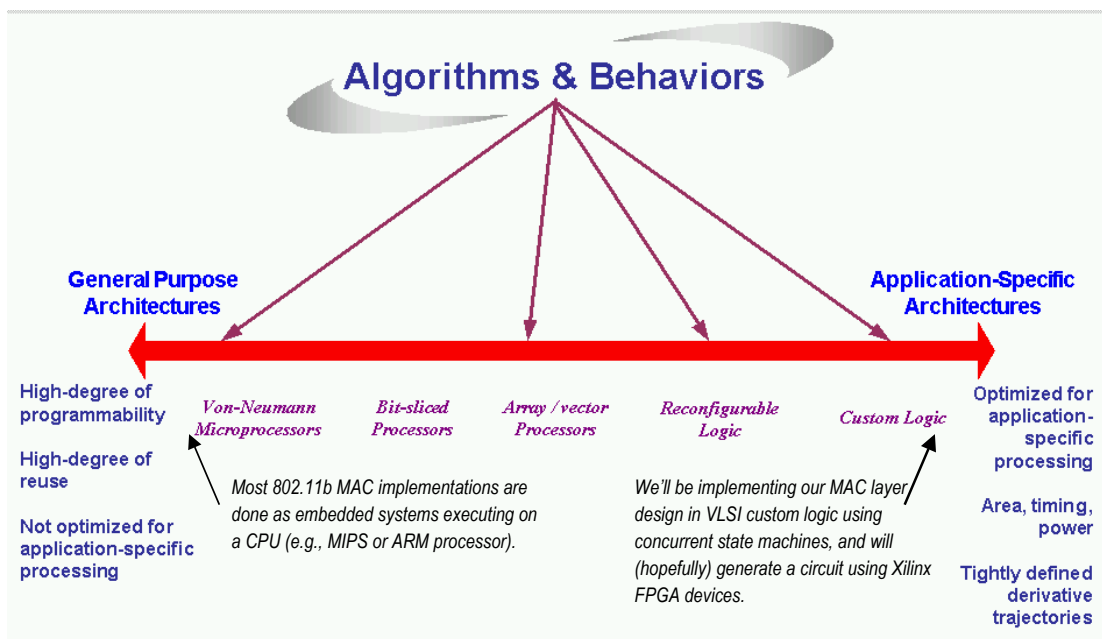 Algorithms & Behaviors
General Purpose
Architectures
Application-Specific
Architectures
High-degree of
programmability
High-degree of
reuse
Not optimized for
application-specific
processing
Von-Neumann
Microprocessors
Bit-sliced
Processors
Array / vector
Processors
Reconfigurable
Logic
Custom Logic
Most 802.11b MAC implementations are
done as embedded systems executing on
a CPU (e.g., MIPS or ARM processor).
We'll be implementing our MAC layer
design in VLSI custom logic using
concurrent state machines, and will
(hopefully) generate a circuit using Xilinx
FPGA devices.
Optimized for
application-
specific
processing
Area, timing,
power
Tightly defined
derivative
trajectories